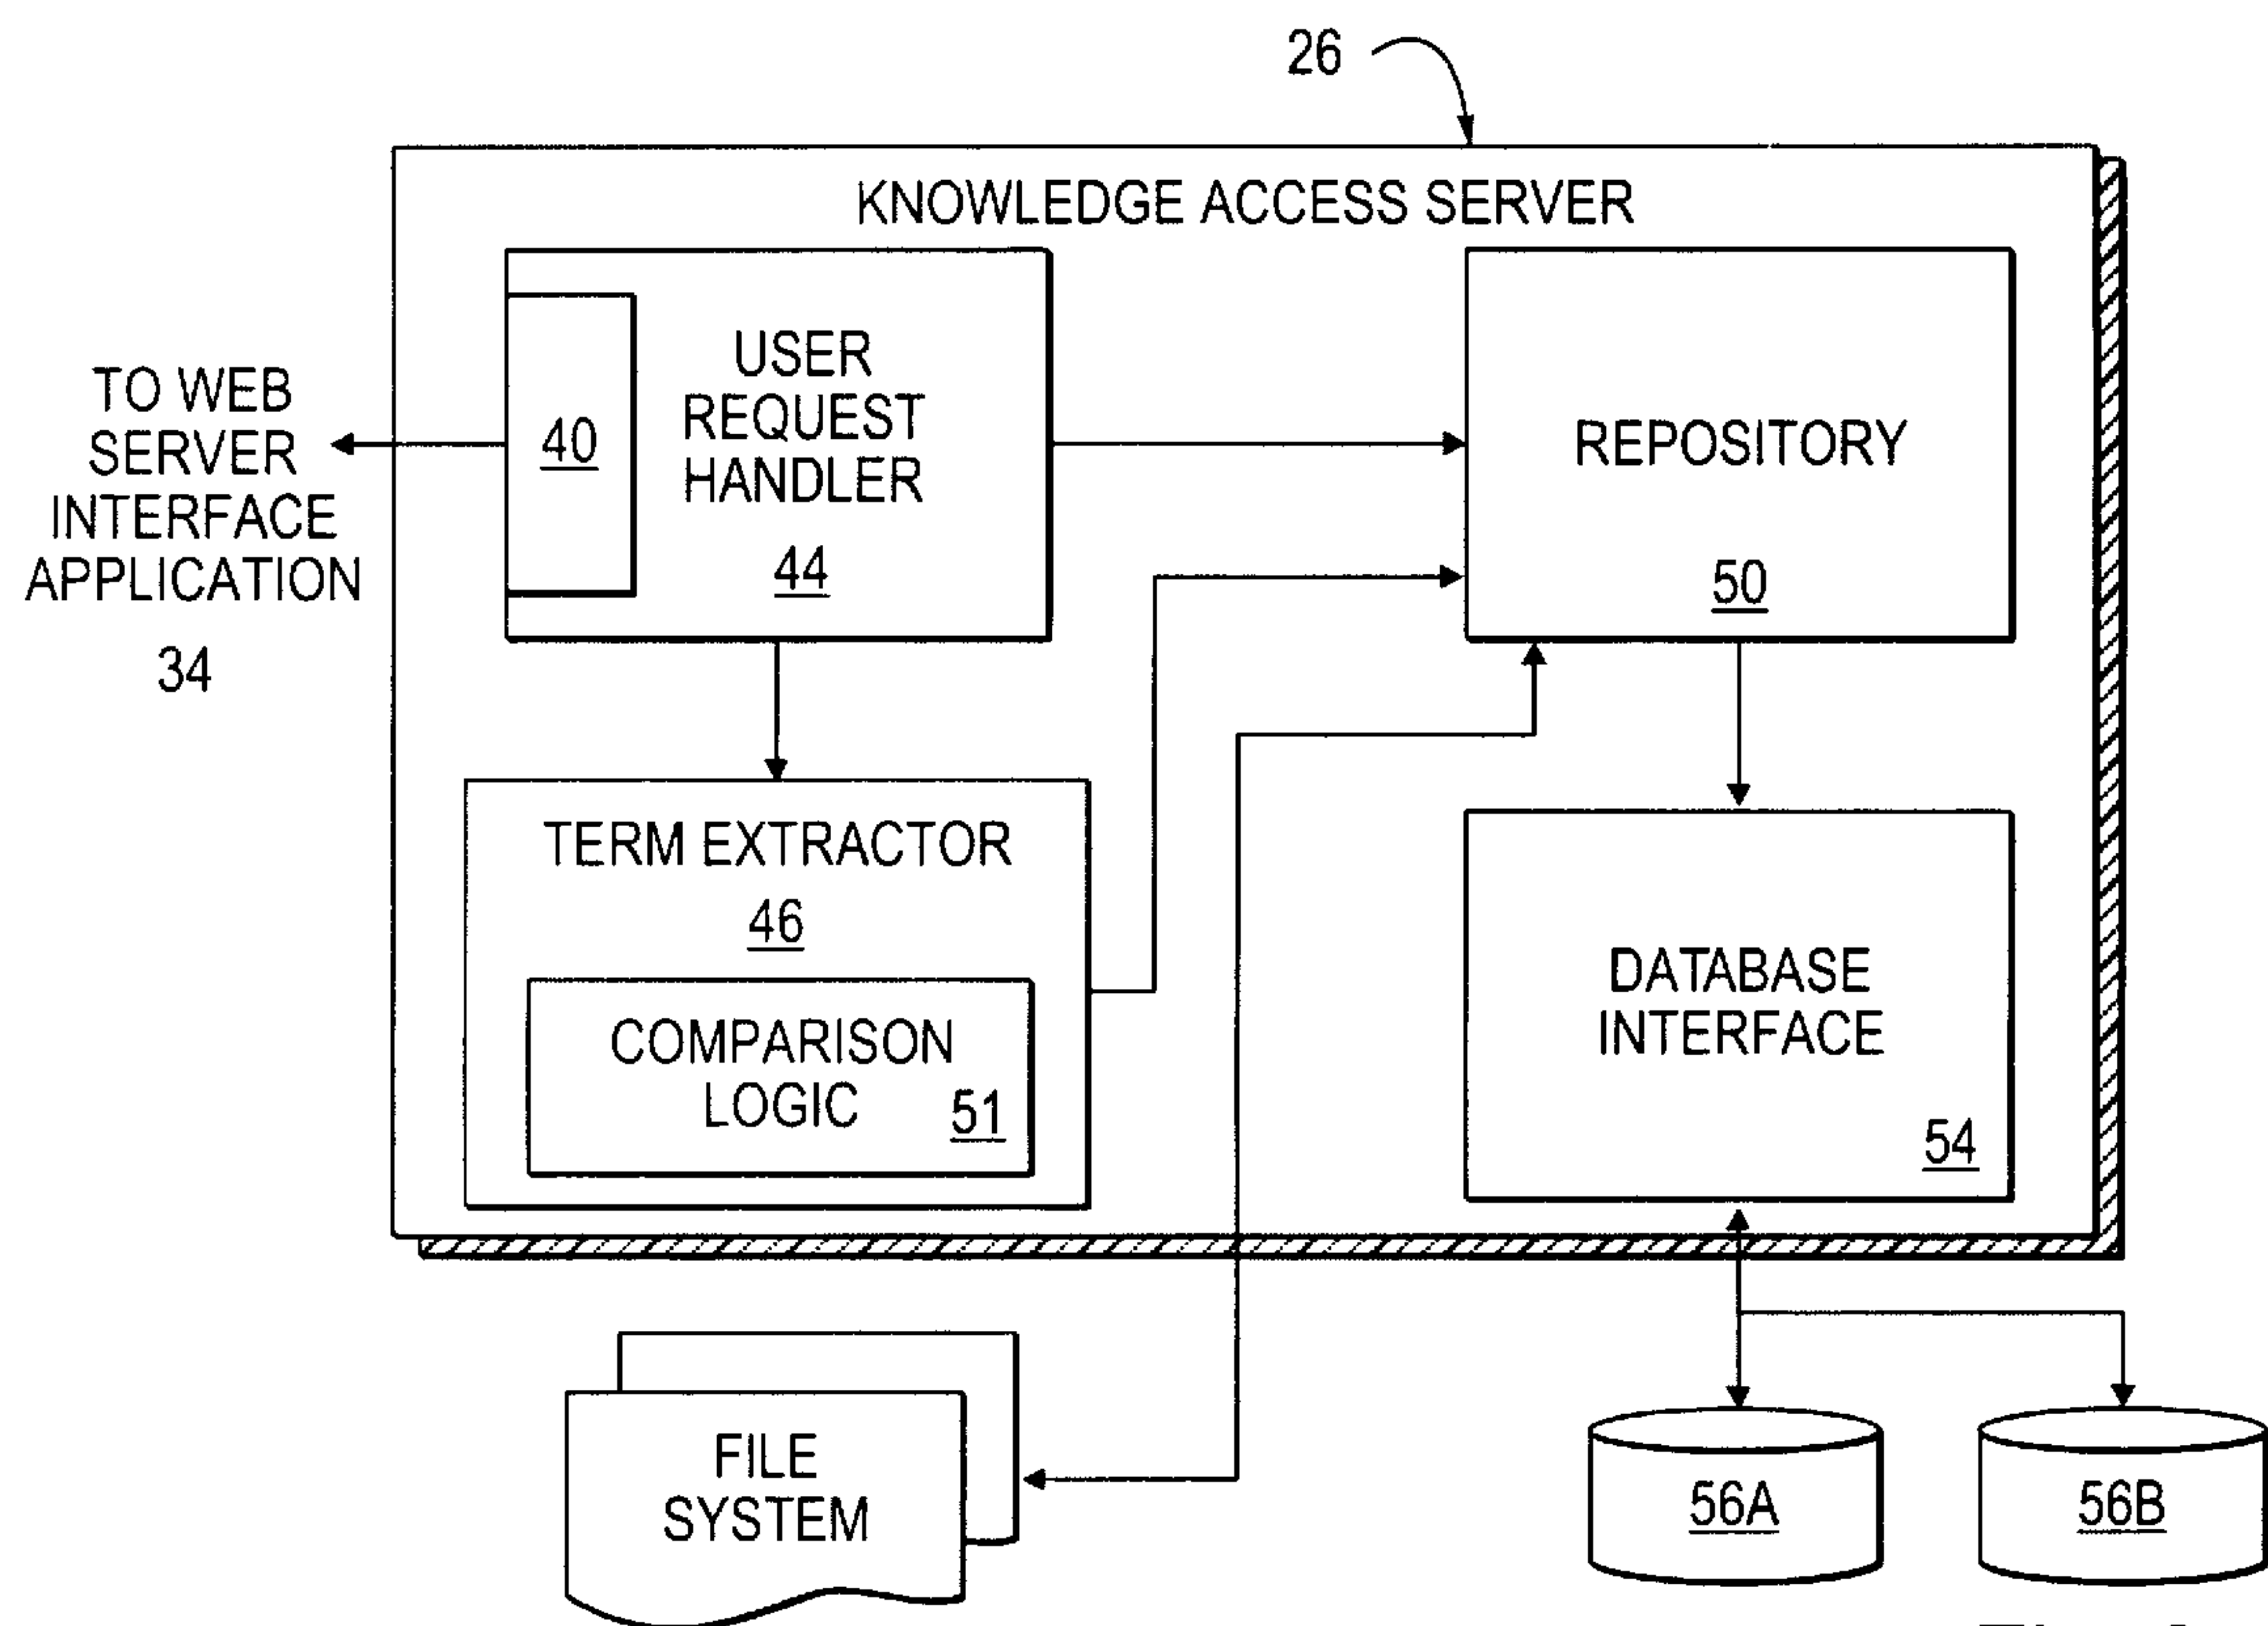 26
KNOWLEDGE ACCESS SERVER
TO WEB
SERVER
INTERFACE
APPLICATION
34
40
USER
REQUEST
HANDLER
44
REPOSITORY
50
TERM EXTRACTOR
46
COMPARISON
LOGIC
51
DATABASE
INTERFACE
54
FILE
SYSTEM
56A
56B